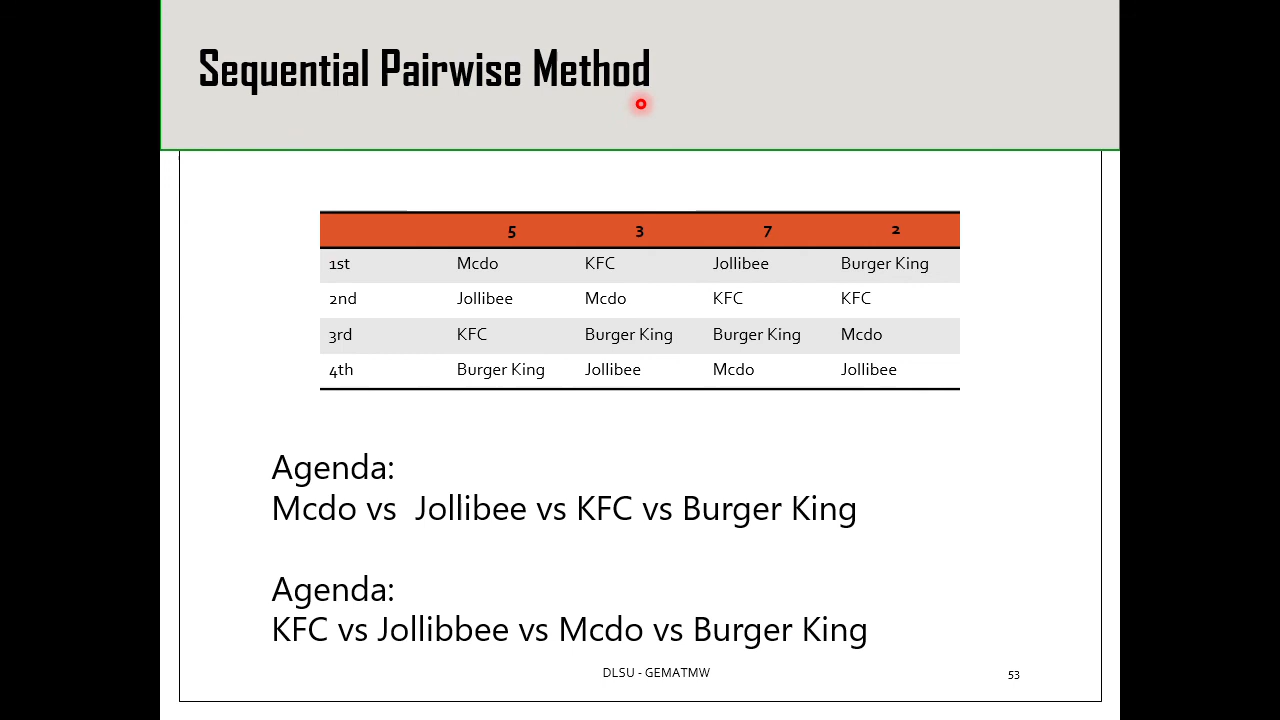 Sequential Pairwise Method
5 3 7 2
1st Mcdo KFC Jollibee Burger King
2nd Jollibee Mcdo KFC KFC
3rd KFC Burger King Burger King Mcdo
4th Burger King Jollibee Mcdo Jollibee
Agenda:
Mcdo vs Jollibee vs KFC vs Burger King
Agenda:
KFC vs Jollibbee vs Mcdo vs Burger King
DLSU - GEMATMW 53